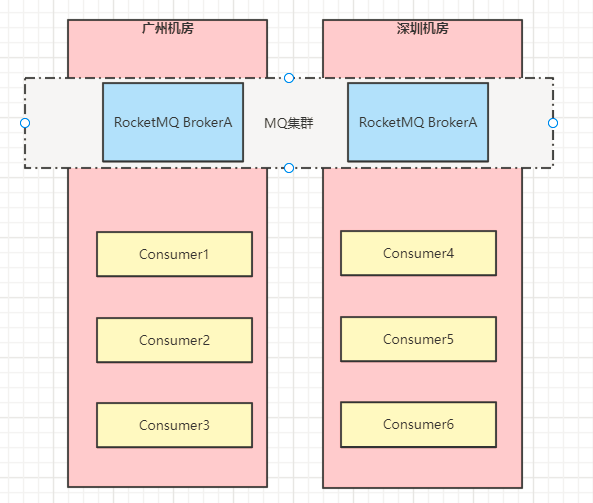 广州机房
深圳机房
RocketMQ BrokerA
MQ集群
RocketMQ BrokerA
Consumer1
Consumer4
Consumer2
Consumer5
Consumer3
Consumer6